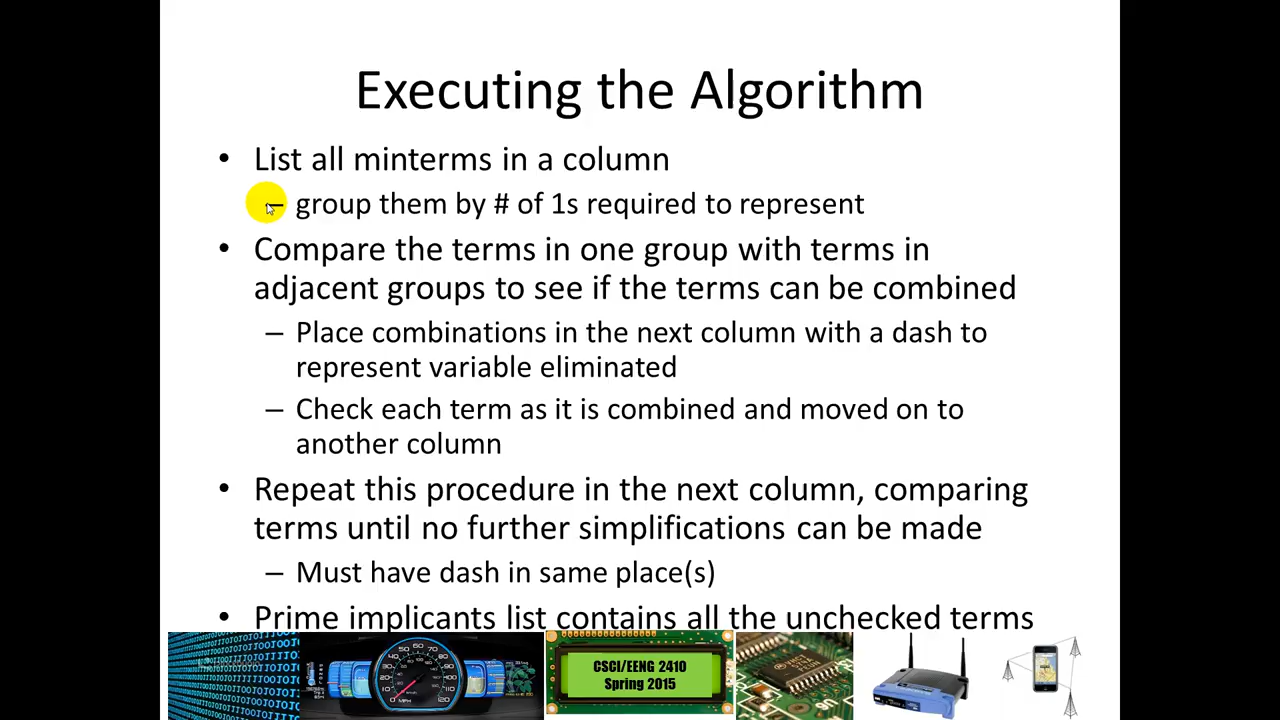 Executing the Algorithm
• List all minterms in a column
– group them by # of 1s required to represent
• Compare the terms in one group with terms in
adjacent groups to see if the terms can be combined
– Place combinations in the next column with a dash to
represent variable eliminated
– Check each term as it is combined and moved on to
another column
• Repeat this procedure in the next column, comparing
terms until no further simplifications can be made
– Must have dash in same place(s)
• Prime implicants list contains all the unchecked terms
CSCI/EENG 2410
Spring 2015